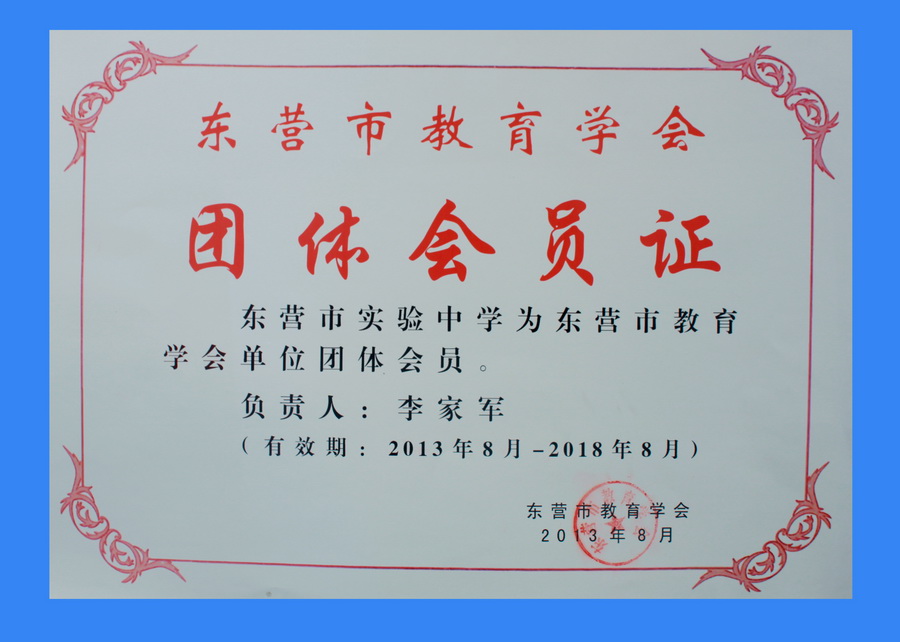 东营市教育学会
团体会员证
东营市实验中学为东营市教育
学会单位团体会员。
负责人：李家军
（有效期：2013年8月-2018年8月）
东营市教育学会
2013年8月